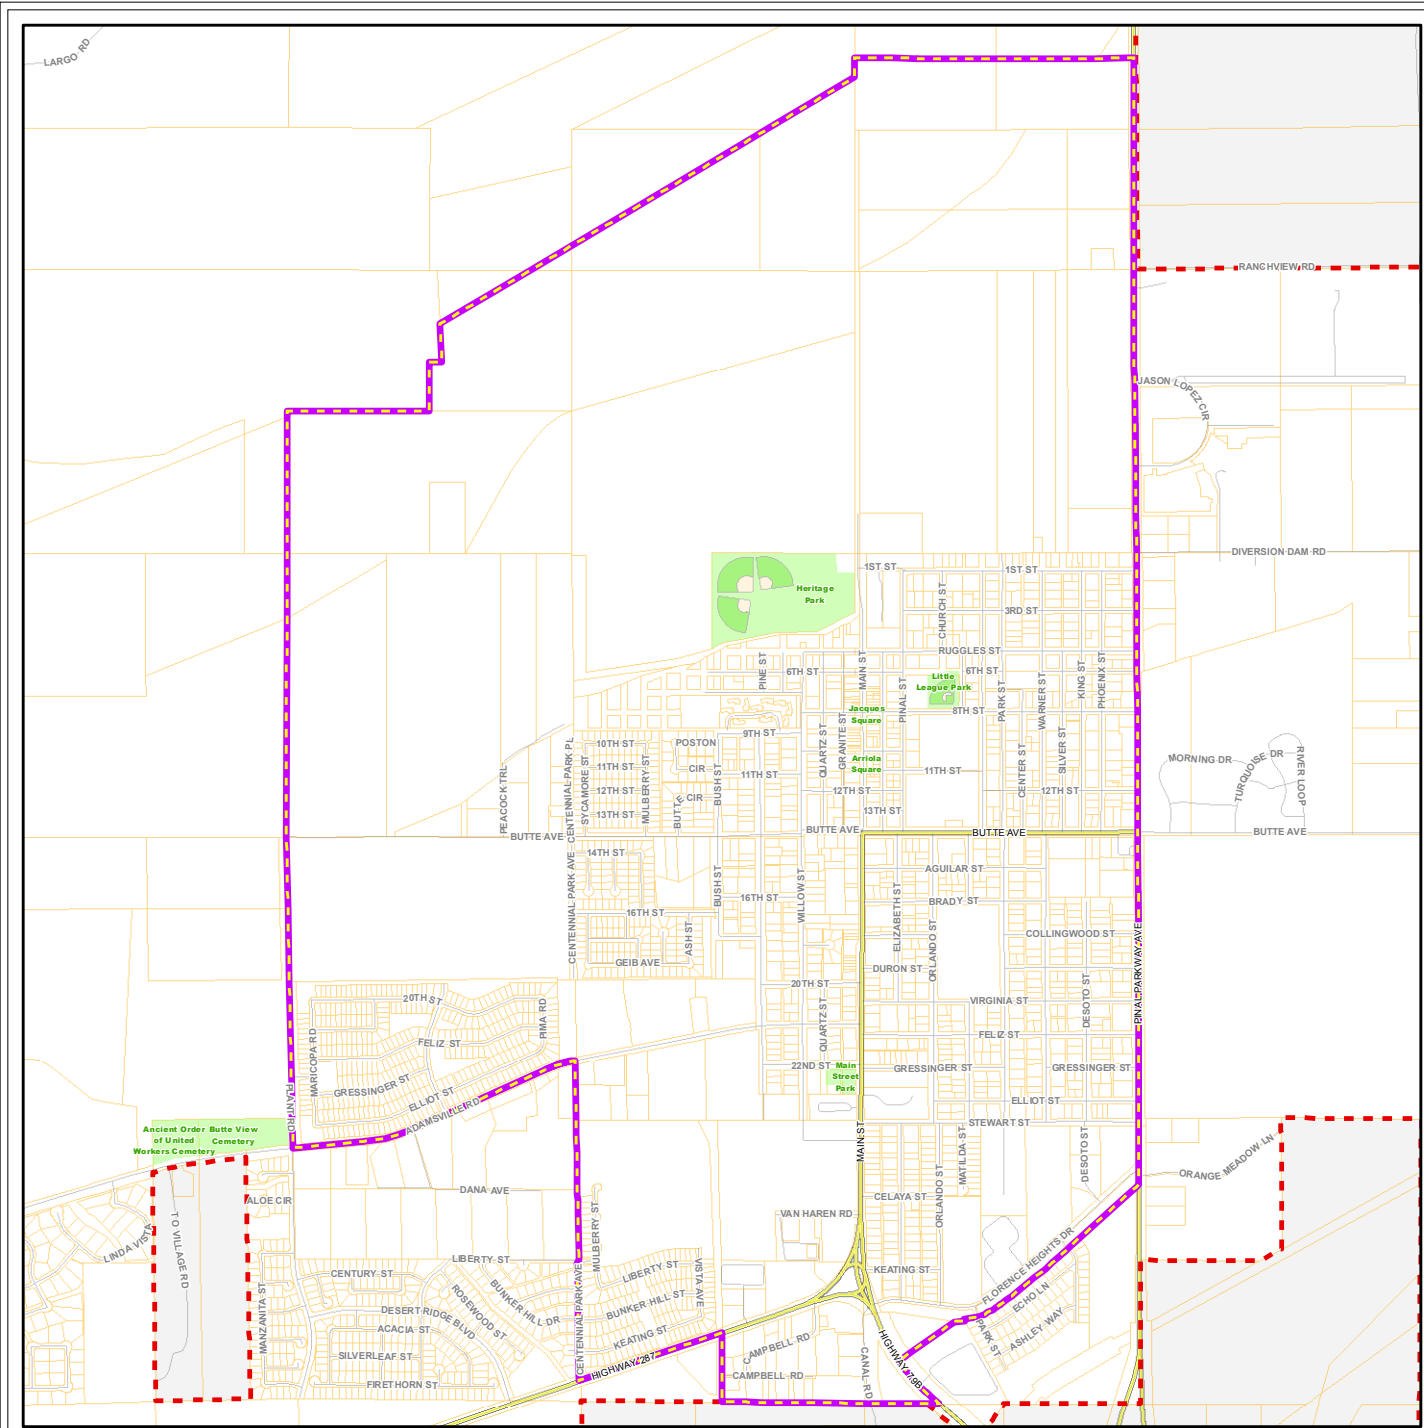 LARGO RD
RANCHVIEW RD
JASON LOPEZ CIR
DIVERSION DAM RD
1ST ST
1ST ST
Heritage
Park
CHURCH ST
3RD ST
RUGGLES ST
PINE ST
6TH ST
MAIN ST
6TH ST
KING ST
PHOENIX ST
Little
League Park
PINAL ST
PARK ST
WARNER ST
Jacques
Square
8TH ST
QUARTZ ST
GRANITE ST
9TH ST
10TH ST
POSTON
CIR
CENTENNIAL PARK PL
SYCAMORE ST
MULBERRY ST
11TH ST
BUSH ST
11TH ST
Arriola
Square
11TH ST
CENTER ST
SILVER ST
MORNING DR
TURQUOISE DR
RIVER LOOP
PEACOCK TRL
12TH ST
BUTTE CIR
12TH ST
12TH ST
13TH ST
13TH ST
BUTTE AVE
BUTTE AVE
BUTTE AVE
BUTTE AVE
14TH ST
CENTENNIAL PARK AVE
BUSH ST
16TH ST
WILLOW ST
AGUILAR ST
ELIZABETH ST
BRADY ST
16TH ST
ASH ST
ORLANDO ST
COLLINGWOOD ST
GEIB AVE
DURON ST
PINAL PARKWAY AVE
20TH ST
20TH ST
PIMA RD
QUARTZ ST
VIRGINIA ST
DESOTO ST
MARICOPA RD
FELIZ ST
FELIZ ST
GRESSINGER ST
22ND ST
Main
Street
Park
GRESSINGER ST
GRESSINGER ST
ELLIOT ST
ELLIOT ST
PLANT RD
ADAMSVILLE RD
STEWART ST
Ancient Order
of United
Workers Cemetery
Butte View
Cemetery
MAIN ST
MATILDA ST
DESOTO ST
ORANGE MEADOW LN
DANA AVE
ALOE CIR
CELAYA ST
ORLANDO ST
TO VILLAGE RD
LINDA VISTA
MULBERRY ST
VAN HAREN RD
FLORENCE HEIGHTS DR
LIBERTY ST
LIBERTY ST
VISTA AVE
CENTURY ST
KEATING ST
MANZANITA ST
ROSEWOOD ST
BUNKER HILL DR
BUNKER HILL ST
ECHO LN
DESERT RIDGE BLVD
ACACIA ST
CENTENNIAL PARK AVE
KEATING ST
PARK ST
ASHLEY WAY
SILVERLEAF ST
CAMPBELL RD
CAMPBELL RD
CANAL RD
HIGHWAY 79B
HIGHWAY 287
FIRETHORN ST